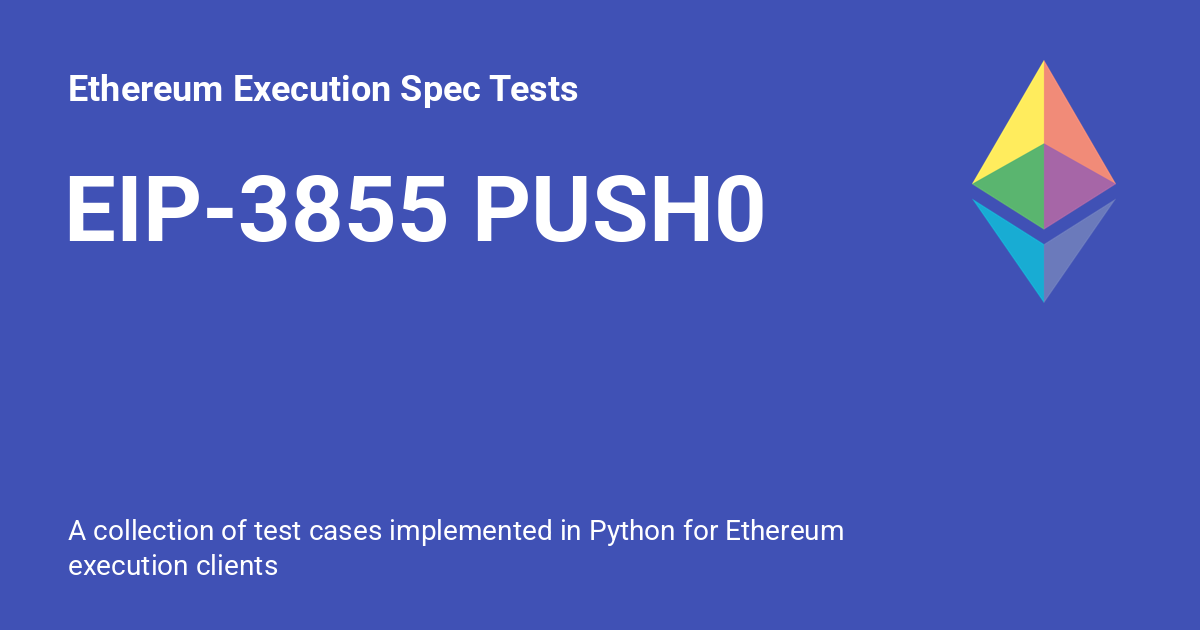 Ethereum Execution Spec Tests
EIP-3855 PUSH0
A collection of test cases implemented in Python for Ethereum
execution clients